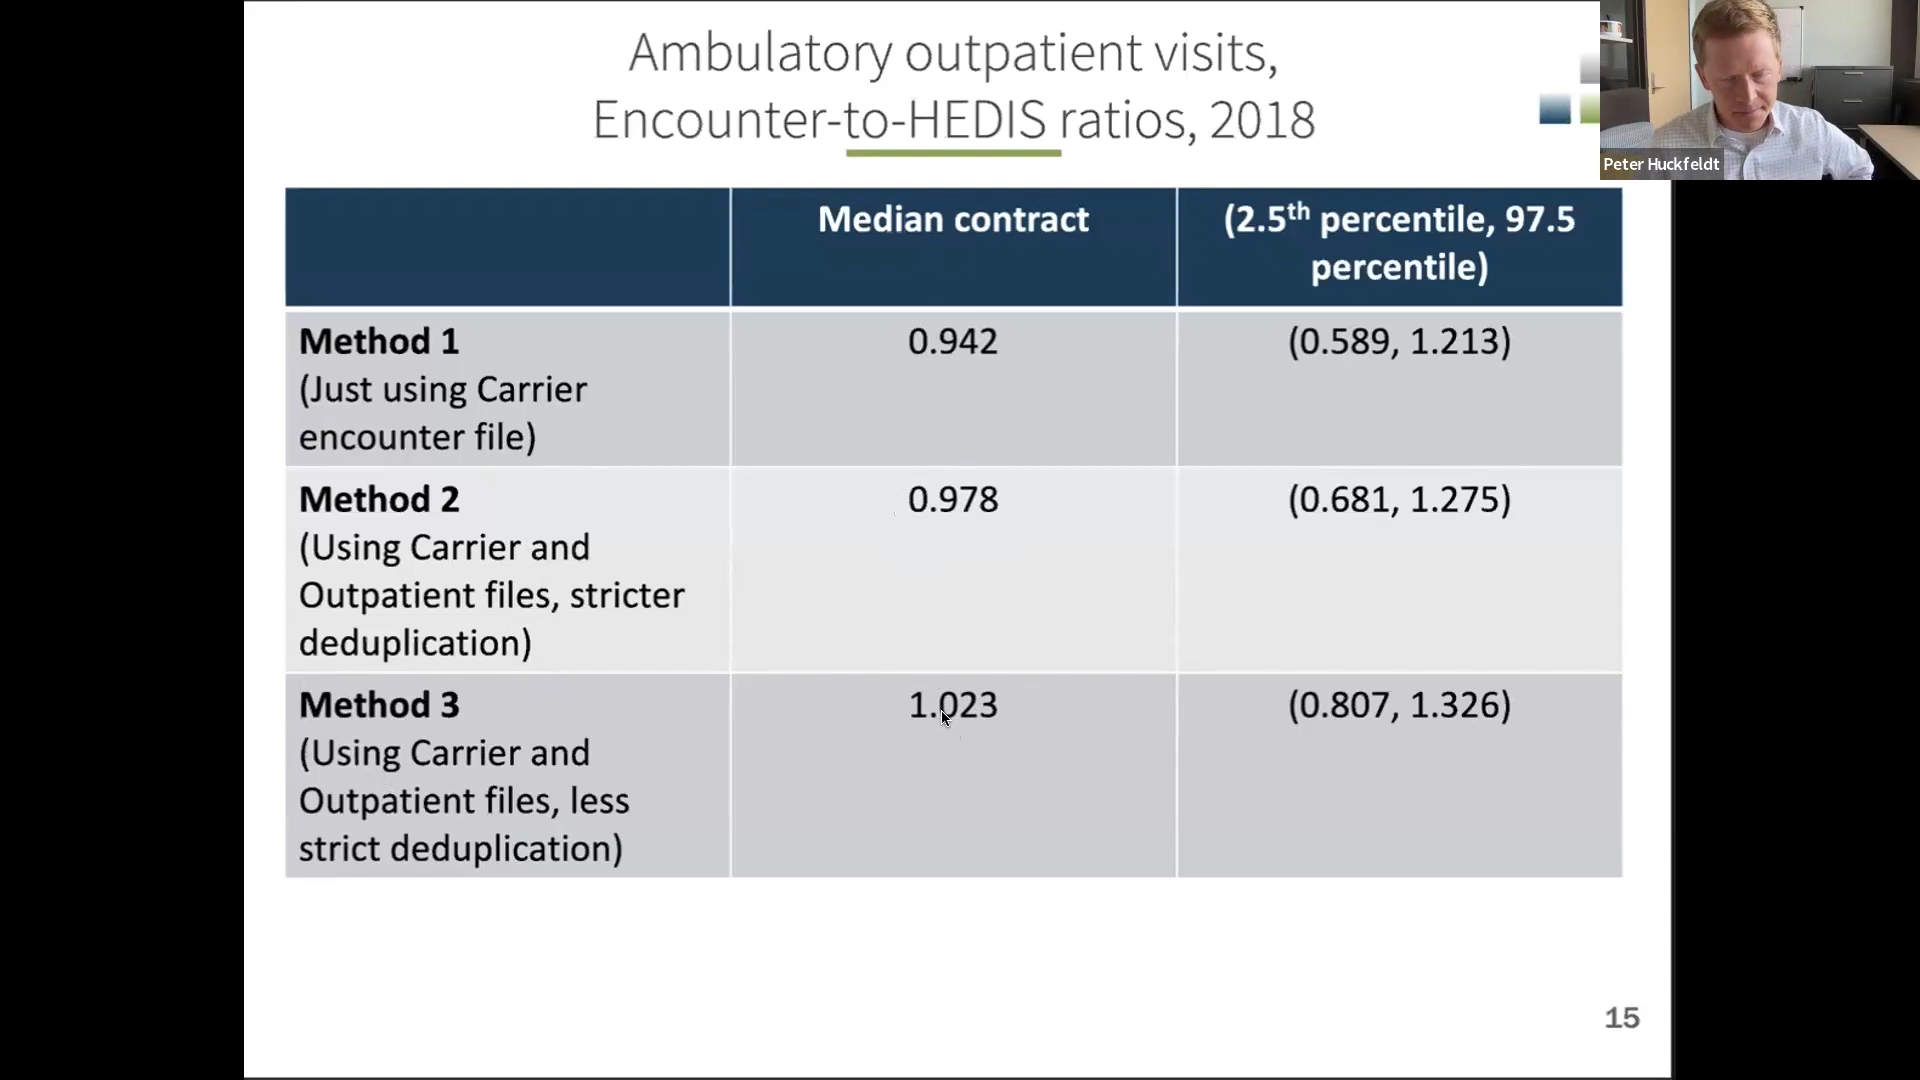 Ambulatory outpatient visits,
Encounter-to-HEDIS ratios, 2018
Peter Huckfeldt
Median contract
(2.5th percentile, 97.5
percentile)
Method 1
(Just using Carrier
encounter file)
0.942
(0.589, 1.213)
Method 2
(Using Carrier and
Outpatient files, stricter
deduplication)
0.978
(0.681, 1.275)
Method 3
(Using Carrier and
Outpatient files, less
strict deduplication)
1.023
(0.807, 1.326)
15